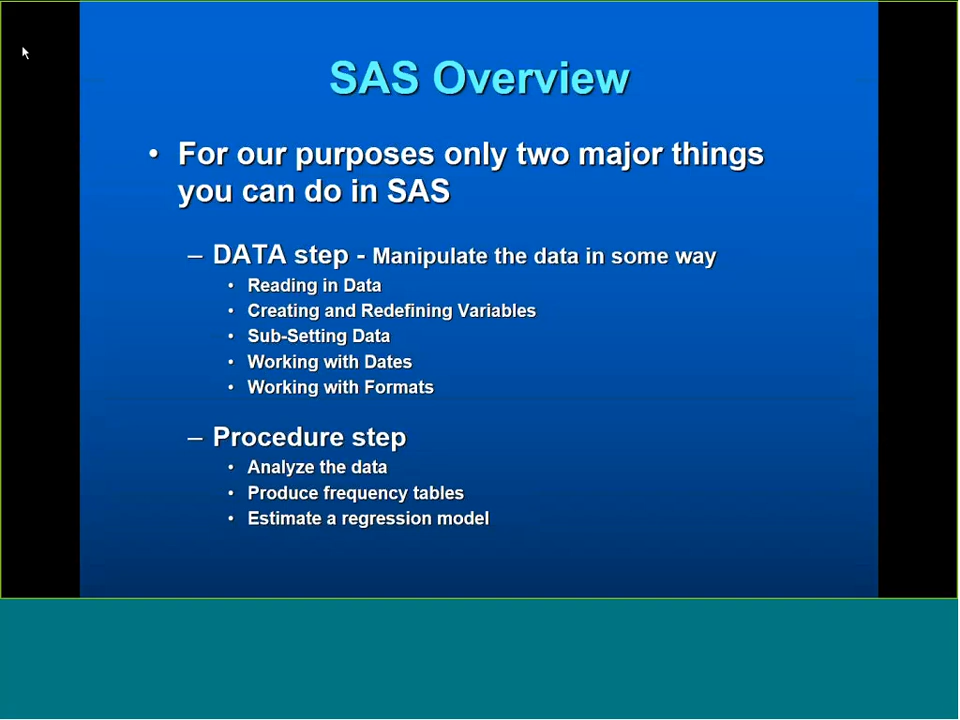 SAS Overview
• For our purposes only two major things
you can do in SAS
– DATA step - Manipulate the data in some way
• Reading in Data
• Creating and Redefining Variables
• Sub-Setting Data
• Working with Dates
• Working with Formats
– Procedure step
• Analyze the data
• Produce frequency tables
• Estimate a regression model